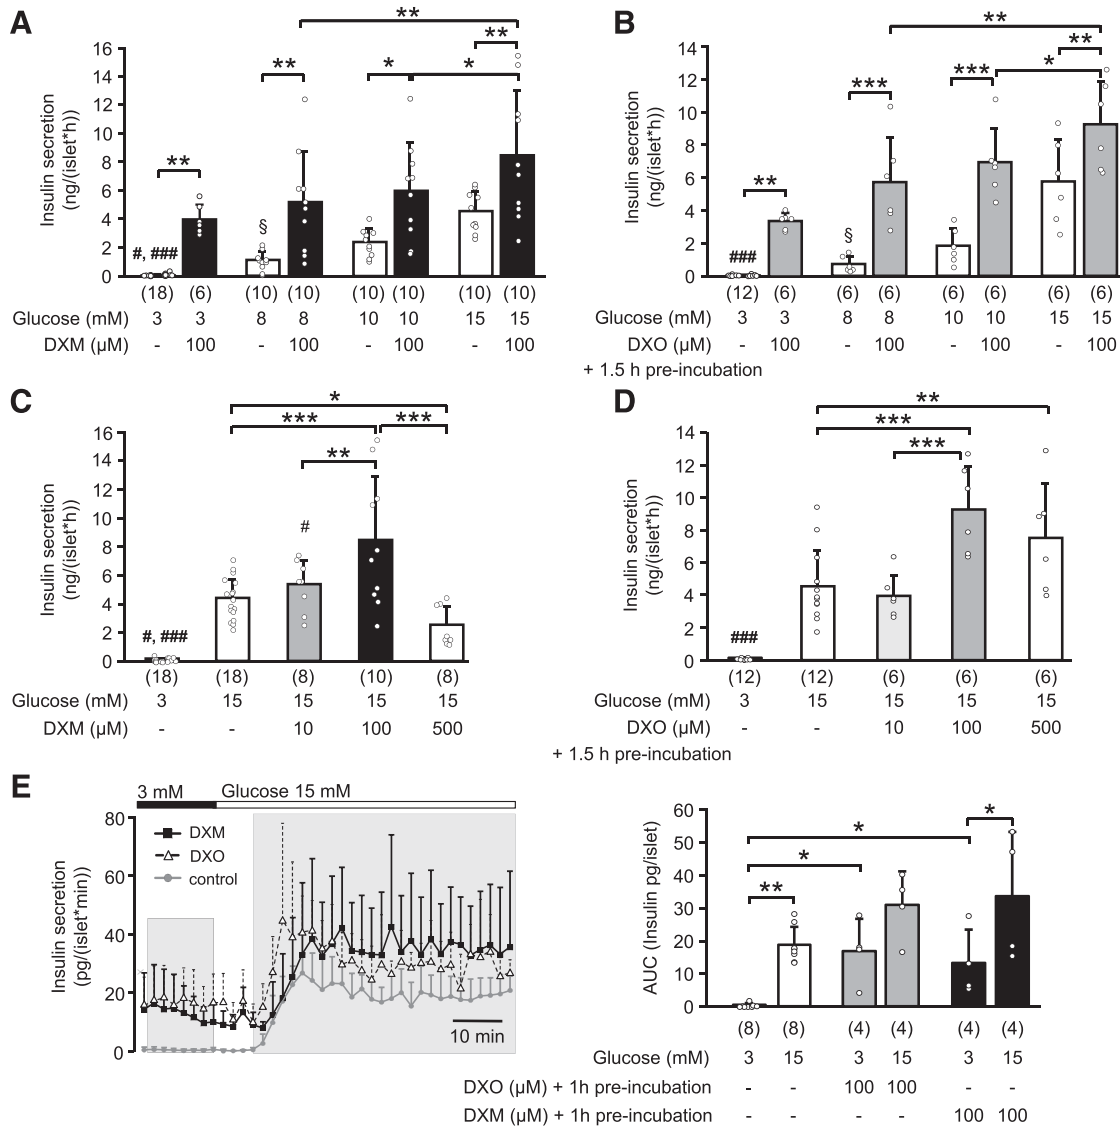 A
Insulin secretion
(ng/(islet*h))
16
14
12
10
8
6
4
2
0
**
**
**
*
*
**
#, ###
§
(18) (6) (10) (10) (10) (10) (10) (10)
Glucose (mM) 3 3 8 8 10 10 15 15
DXM (µM) - 100 - 100 - 100 - 100
B
Insulin secretion
(ng/(islet*h))
14
12
10
8
6
4
2
0
**
**
***
***
*
**
###
§
(12) (6) (6) (6) (6) (6) (6) (6)
Glucose (mM) 3 3 8 8 10 10 15 15
DXO (µM) - 100 - 100 - 100 - 100
+ 1.5 h pre-incubation
C
Insulin secretion
(ng/(islet*h))
16
14
12
10
8
6
4
2
0
*
***
***
**
#
#, ###
(18) (18) (8) (10) (8)
Glucose (mM) 3 15 15 15 15
DXM (µM) - - 10 100 500
D
Insulin secretion
(ng/(islet*h))
14
12
10
8
6
4
2
0
**
***
***
###
(12) (12) (6) (6) (6)
Glucose (mM) 3 15 15 15 15
DXO (µM) - - 10 100 500
+ 1.5 h pre-incubation
E
3 mM Glucose 15 mM
Insulin secretion
(pg/(islet*min))
80
60
40
20
0
DXM
DXO
control
10 min
AUC (Insulin pg/islet)
60
50
40
30
20
10
0
*
*
*
**
(8) (8) (4) (4) (4) (4)
Glucose (mM) 3 15 3 15 3 15
DXO (µM) + 1h pre-incubation - - 100 100 - -
DXM (µM) + 1h pre-incubation - - - - 100 100